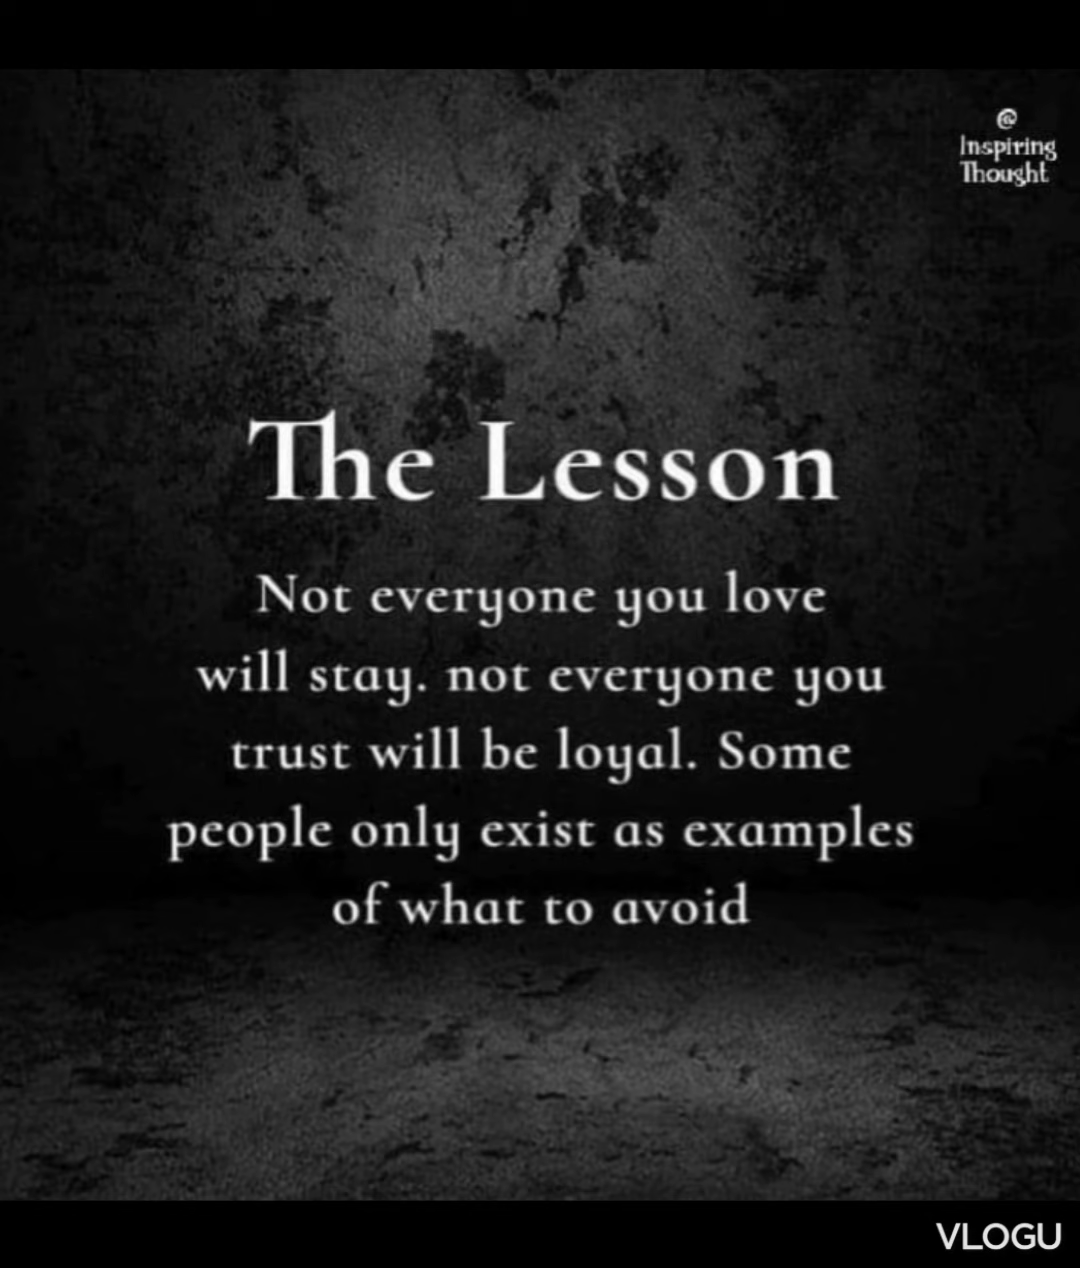 @
Inspiring
Thought
The Lesson
Not everyone you love
will stay. not everyone you
trust will be loyal. Some
people only exist as examples
of what to avoid
VLOGU